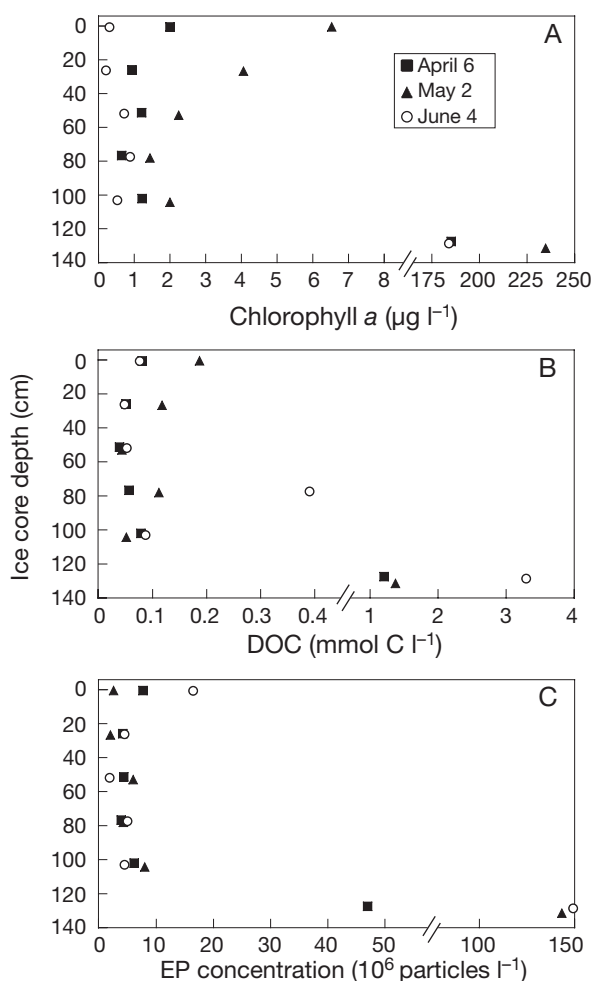 0
20
40
60
80
100
120
140
A
April 6
May 2
June 4
0 1 2 3 4 5 6 7 8 175 200 225 250
Chlorophyll a (µg l–1)
Ice core depth (cm)
0
20
40
60
80
100
120
140
B
0 0.1 0.2 0.3 0.4 1 2 3 4
DOC (mmol C l–1)
0
20
40
60
80
100
120
140
C
0 10 20 30 40 50 100 150
EP concentration (10⁶ particles l–1)